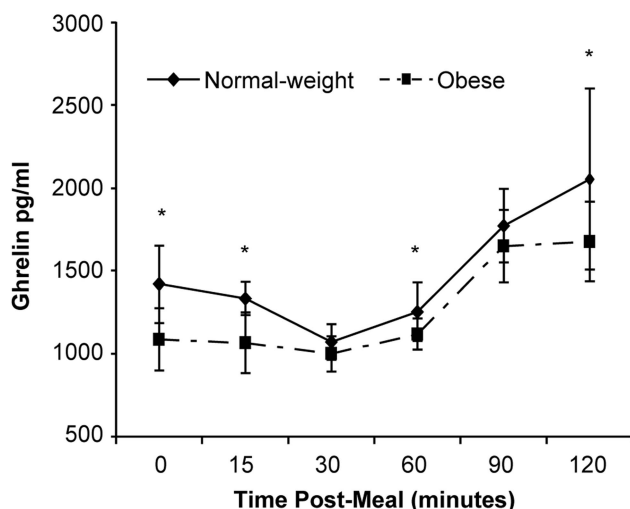 3000
2500
2000
1500
1000
500
Ghrelin pg/ml
Normal-weight Obese
*
* * *
0 15 30 60 90 120
Time Post-Meal (minutes)